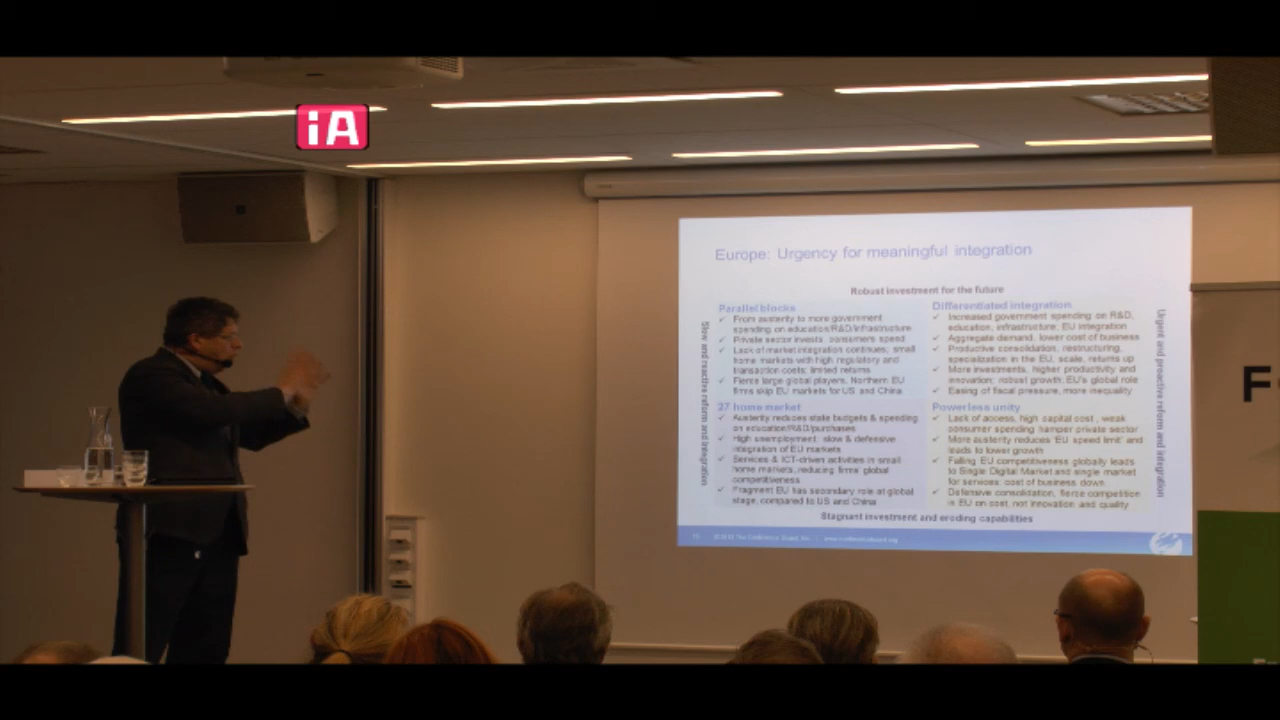 iA
Europe: Urgency for meaningful integration
Robust investment for the future
Slow and reactive reform and integration
Parallel blocks
✓ From austerity to more government
spending on education/R&D/infrastructure
✓ Private sector invests, consumers spend
✓ Lack of market integration continues; small
home markets with high regulatory and
transaction costs; limited returns
✓ Fierce large global players, Northern EU
firms skip EU markets for US and China
Differentiated integration
✓ Increased government spending on R&D,
education, infrastructure, EU integration
✓ Aggregate demand, lower cost of business
✓ Productive consolidation, restructuring,
specialization in the EU, scale, returns up
✓ More investments, higher productivity and
innovation; robust growth; EU's global role
✓ Easing of fiscal pressure, more inequality
27 home market
✓ Austerity reduces state budgets & spending
on education/R&D/purchases
✓ High unemployment; slow & defensive
integration of EU markets
✓ Services & ICT-driven activities in small
home markets, reducing firms' global
competitiveness
✓ Fragment EU has secondary role at global
stage, compared to US and China
Powerless unity
✓ Lack of access, high capital cost, weak
consumer spending hamper private sector
✓ More austerity reduces 'EU speed limit' and
leads to lower growth
✓ Falling EU competitiveness globally leads
to Single Digital Market and single market
for services; cost of business down
✓ Defensive consolidation, fierce competition
in EU on cost, not innovation and quality
Urgent and proactive reform and integration
Stagnant investment and eroding capabilities
The Conference Board, Inc. |
F